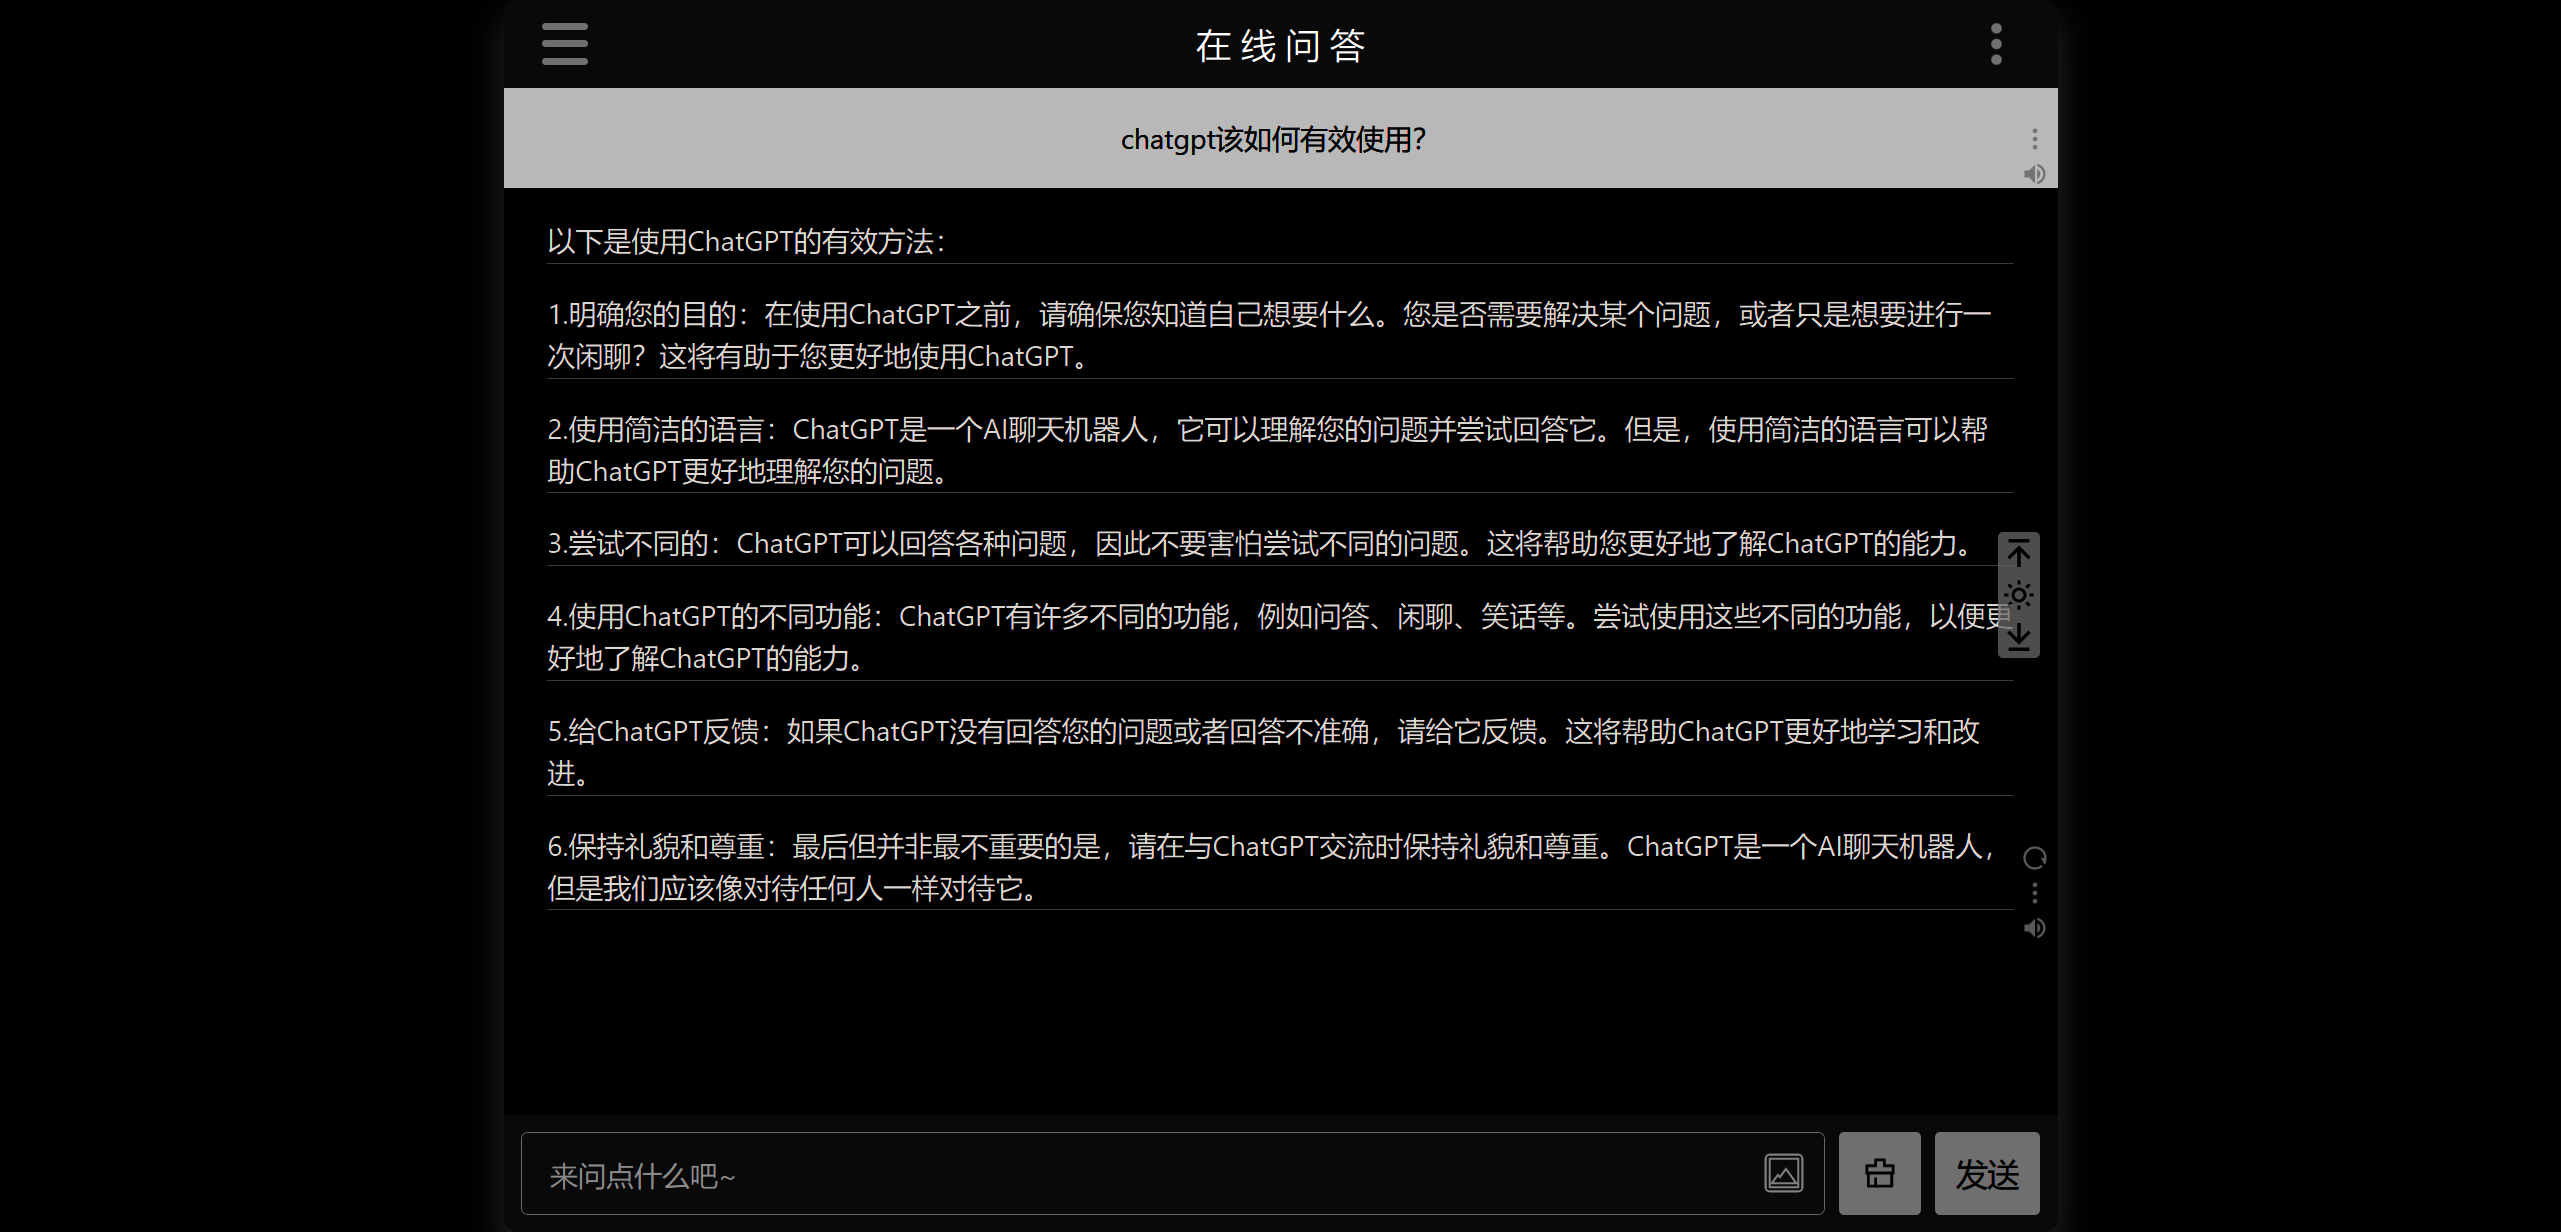 在线问答
chatgpt该如何有效使用？
以下是使用ChatGPT的有效方法：
1.明确您的目的：在使用ChatGPT之前，请确保您知道自己想要什么。您是否需要解决某个问题，或者只是想要进行一
次闲聊？这将有助于您更好地使用ChatGPT。
2.使用简洁的语言：ChatGPT是一个AI聊天机器人，它可以理解您的问题并尝试回答它。但是，使用简洁的语言可以帮
助ChatGPT更好地理解您的问题。
3.尝试不同的：ChatGPT可以回答各种问题，因此不要害怕尝试不同的问题。这将帮助您更好地了解ChatGPT的能力。
4.使用ChatGPT的不同功能：ChatGPT有许多不同的功能，例如问答、闲聊、笑话等。尝试使用这些不同的功能，以便更
好地了解ChatGPT的能力。
5.给ChatGPT反馈：如果ChatGPT没有回答您的问题或者回答不准确，请给它反馈。这将帮助ChatGPT更好地学习和改
进。
6.保持礼貌和尊重：最后但并非最不重要的是，请在与ChatGPT交流时保持礼貌和尊重。ChatGPT是一个AI聊天机器人，
但是我们应该像对待任何人一样对待它。
来问点什么吧~
发送